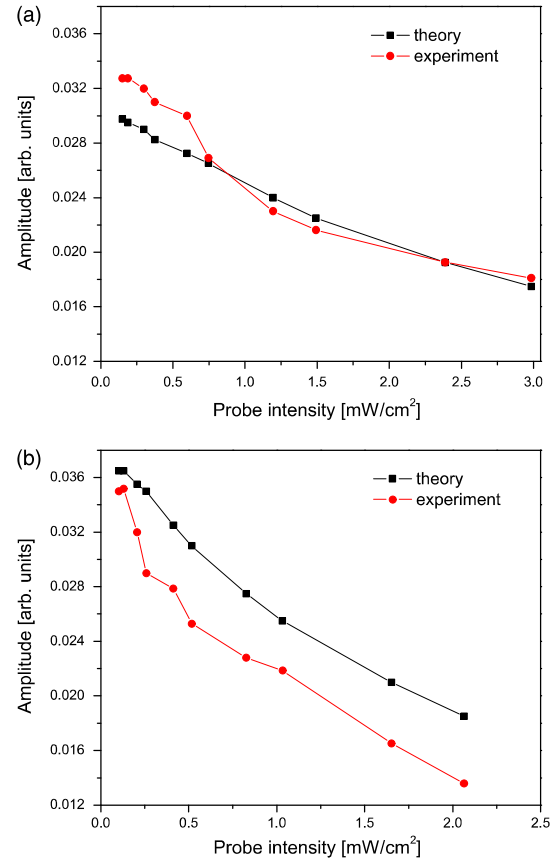 (a)
theory
experiment
Amplitude [arb. units]
0.036
0.032
0.028
0.024
0.020
0.016
0.012
0.0 0.5 1.0 1.5 2.0 2.5 3.0
Probe intensity [mW/cm²]
(b)
theory
experiment
Amplitude [arb. units]
0.036
0.032
0.028
0.024
0.020
0.016
0.012
0.0 0.5 1.0 1.5 2.0 2.5
Probe intensity [mW/cm²]